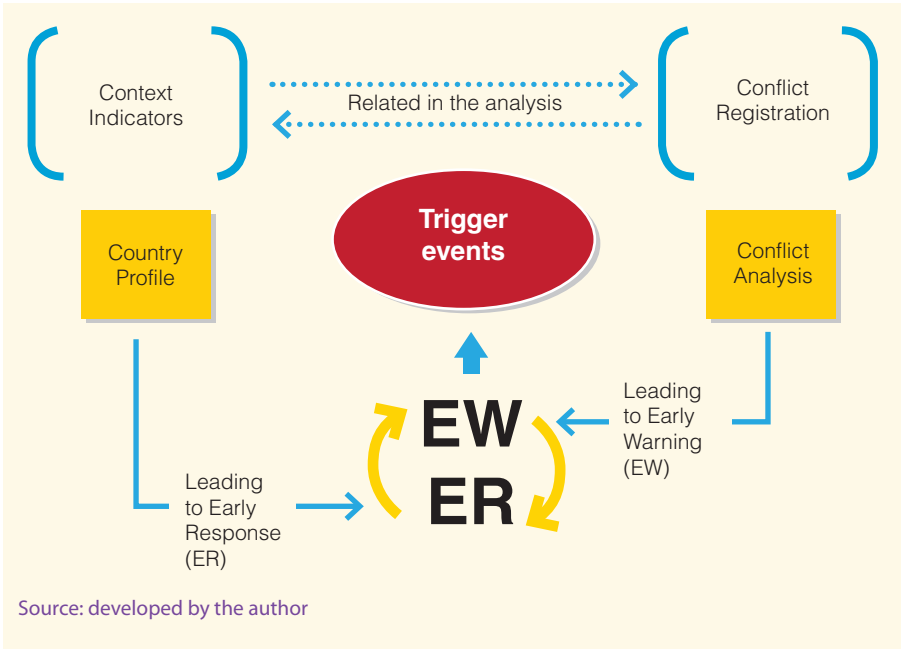 Context
Indicators
Related in the analysis
Conflict
Registration
Country
Profile
Trigger
events
Conflict
Analysis
EW
ER
Leading
to Early
Warning
(EW)
Leading
to Early
Response
(ER)
Source: developed by the author